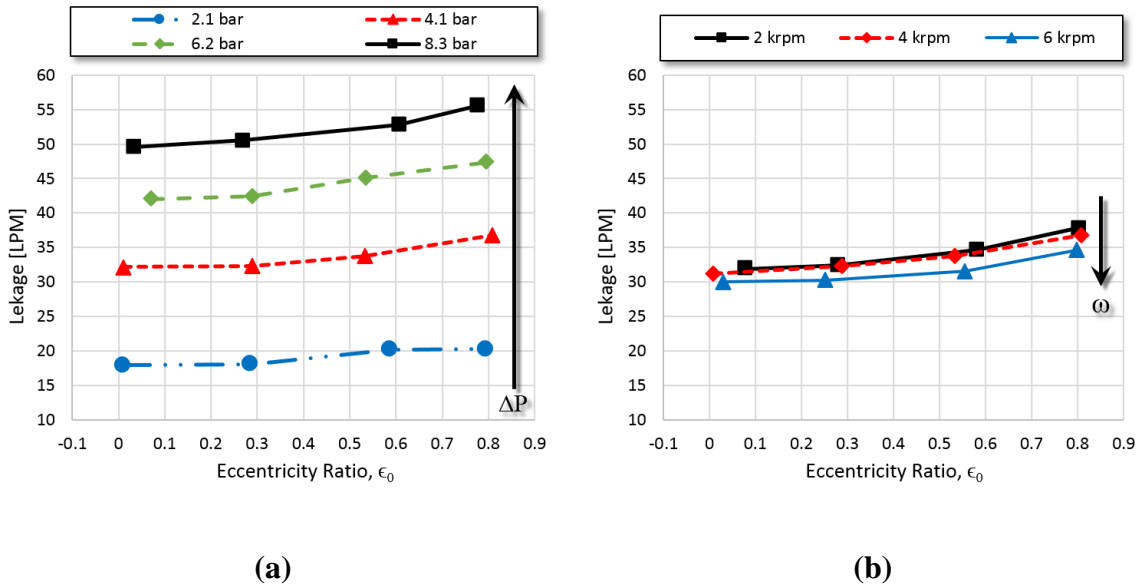 2.1 bar 4.1 bar
6.2 bar 8.3 bar
60
55
50
45
40
35
30
25
20
15
10
Lekage [LPM]
ΔP
-0.1 0 0.1 0.2 0.3 0.4 0.5 0.6 0.7 0.8 0.9
Eccentricity Ratio, ϵ0
(a)
2 krpm 4 krpm 6 krpm
60
55
50
45
40
35
30
25
20
15
10
Lekage [LPM]
ω
-0.1 0 0.1 0.2 0.3 0.4 0.5 0.6 0.7 0.8 0.9
Eccentricity Ratio, ϵ0
(b)